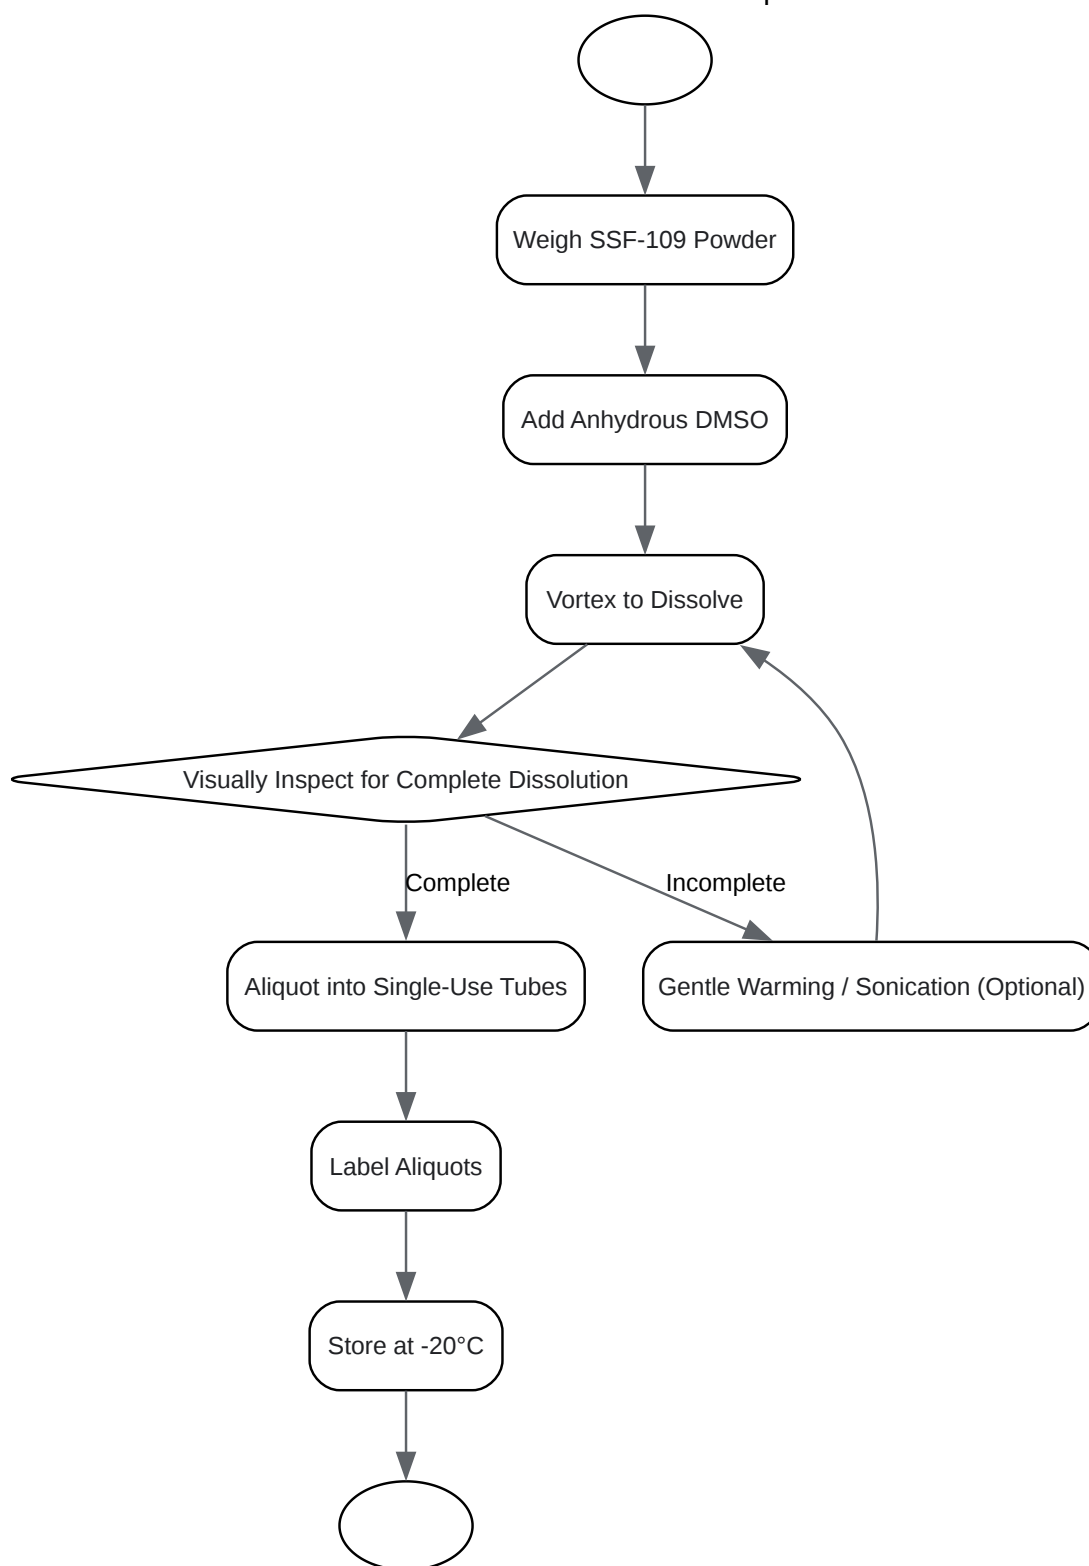 Weigh SSF-109 Powder
Add Anhydrous DMSO
Vortex to Dissolve
Visually Inspect for Complete Dissolution
Complete
Incomplete
Aliquot into Single-Use Tubes
Gentle Warming / Sonication (Optional)
Label Aliquots
Store at -20°C